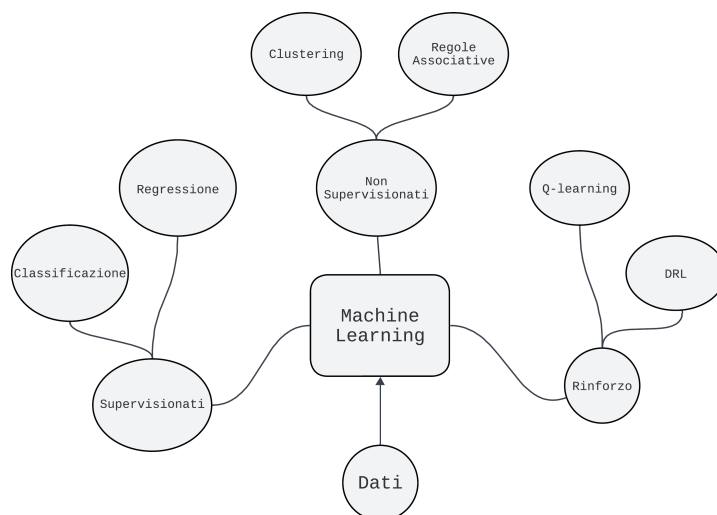 Clustering
Regole
Associative
Regressione
Non
Supervisionati
Q-learning
Classificazione
DRL
Machine
Learning
Supervisionati
Rinforzo
Dati